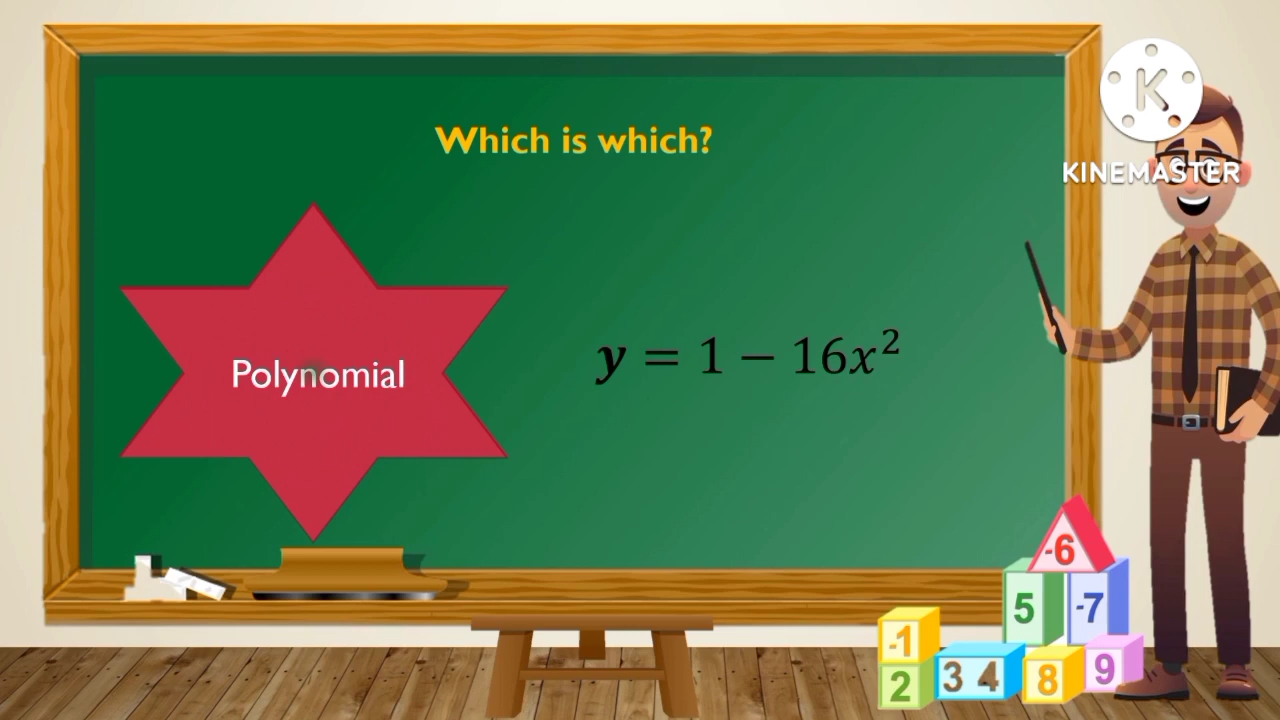 Which is which?
K
KINEMASTER
Polynomial
y = 1 − 16x²
-6
5 -7
-1
2 3 4 8 9